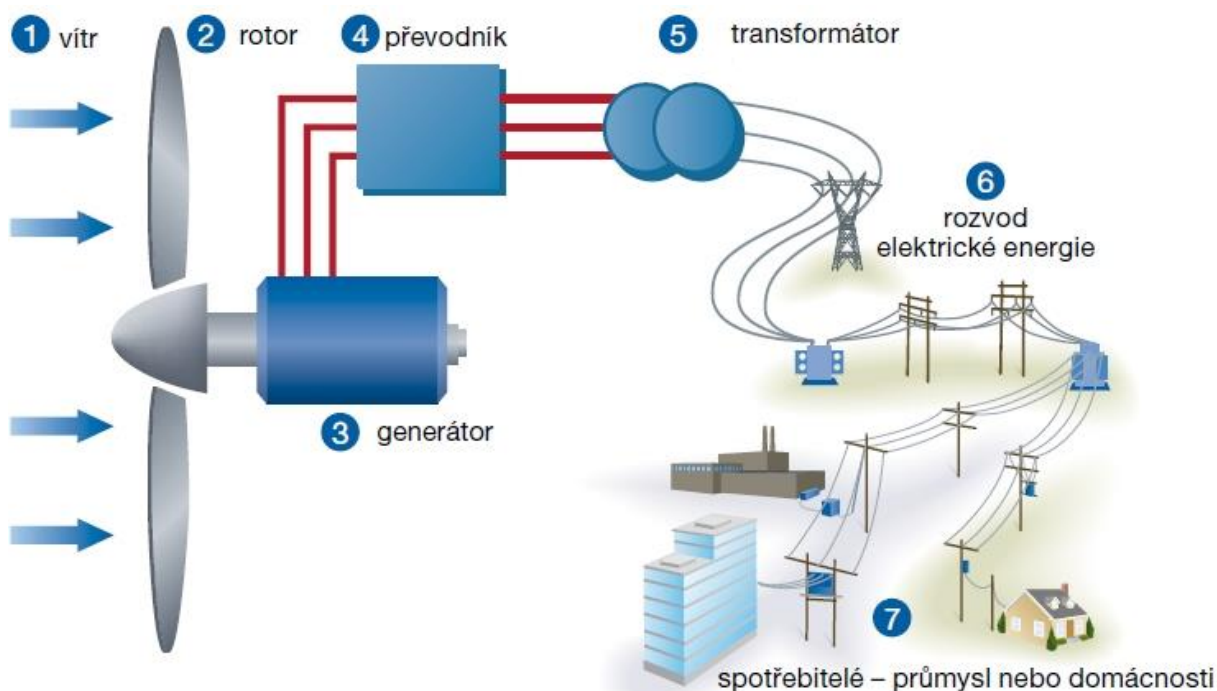 1 vítr
2 rotor
4 převodník
5 transformátor
6
rozvod
elektrické energie
3 generátor
7
spotřebitelé – průmysl nebo domácnosti